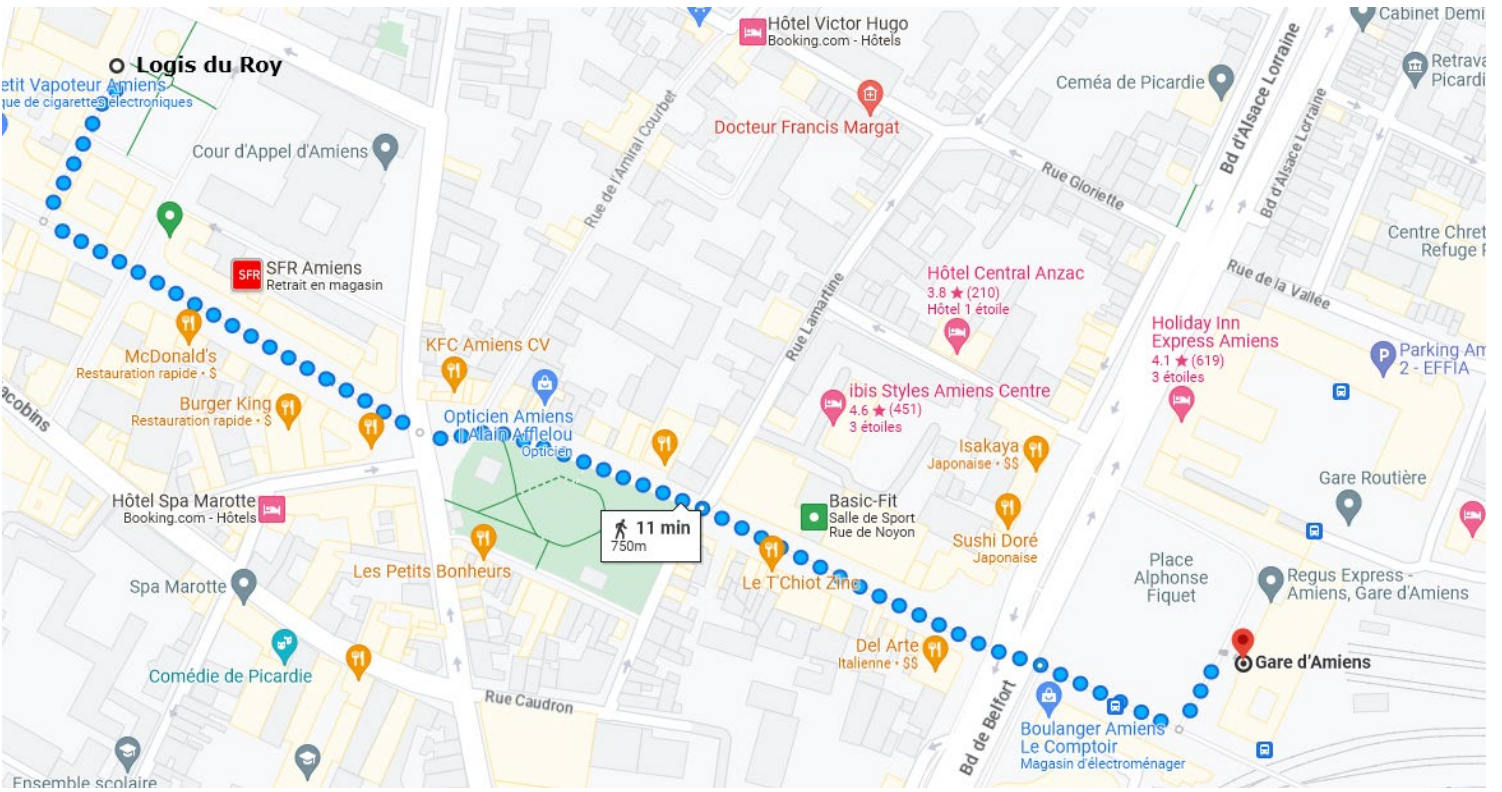 Logis du Roy
etit Vapoteur Amiens
que de cigarettes électroniques
Cour d'Appel d'Amiens
SFR
SFR Amiens
Retrait en magasin
McDonald's
Restauration rapide • $
Burger King
Restauration rapide • $
acobins
Hôtel Spa Marotte
Booking.com - Hôtels
Spa Marotte
Comédie de Picardie
Ensemble scolaire
KFC Amiens CV
Opticien Amiens
Alain Afflelou
Opticien
Les Petits Bonheurs
Rue Caudron
11 min
750m
Hôtel Victor Hugo
Booking.com - Hôtels
Docteur Francis Margat
Rue de l'Amiral Courbet
Rue Lamartine
Rue Gloriette
Ceméa de Picardie
Bd d'Alsace Lorraine
Bd d'Alsace Lorraine
Cabinet Demi
Retrava
Picardi
Centre Chret
Refuge
Rue de la Vallée
Hôtel Central Anzac
3.8 ★ (210)
Hôtel 1 étoile
Holiday Inn
Express Amiens
4.1 ★ (619)
3 étoiles
P
Parking Am
2 - EFFIA
ibis Styles Amiens Centre
4.6 ★ (451)
3 étoiles
Isakaya
Japonaise • $$
Basic-Fit
Salle de Sport
Rue de Noyon
Sushi Doré
Japonaise
Le T'Chiot Zinc
Del Arte
Italienne • $$
Gare Routière
Place
Alphonse
Fiquet
Regus Express -
Amiens, Gare d'Amiens
Gare d'Amiens
Bd de Belfort
Boulanger Amiens
Le Comptoir
Magasin d'électroménager